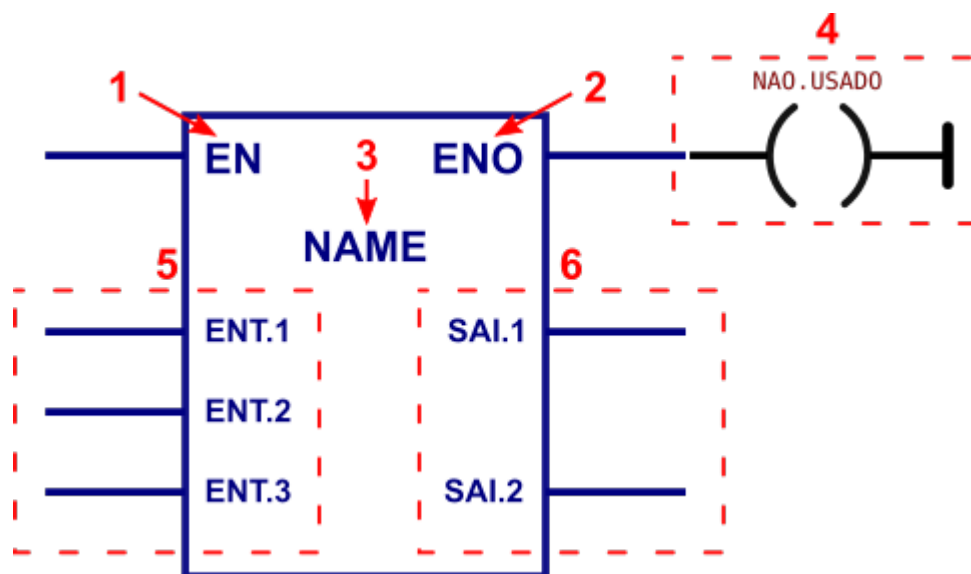 4
NAO.USADO
1
2
EN
3
ENO
NAME
5
6
ENT.1
SAI.1
ENT.2
ENT.3
SAI.2